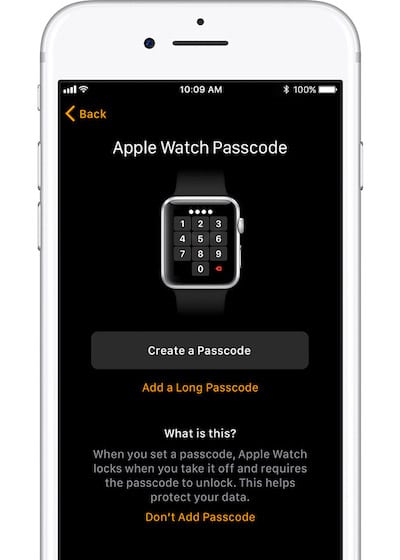 10:09 AM
100%
Back
Apple Watch Passcode
1 2 3
4 5 6
7 8 9
0
Create a Passcode
Add a Long Passcode
What is this?
When you set a passcode, Apple Watch
locks when you take it off and requires
the passcode to unlock. This helps
protect your data.
Don't Add Passcode